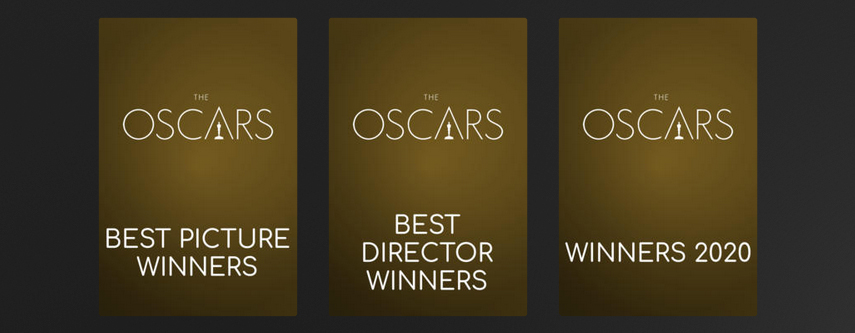 THE
OSCARS
BEST PICTURE
WINNERS
THE
OSCARS
BEST
DIRECTOR
WINNERS
THE
OSCARS
WINNERS 2020